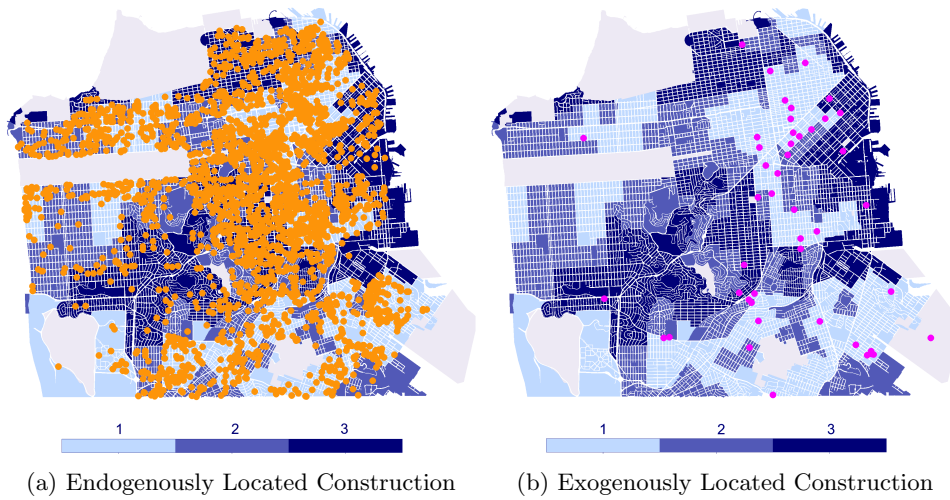 1 2 3
1 2 3
(a) Endogenously Located Construction
(b) Exogenously Located Construction